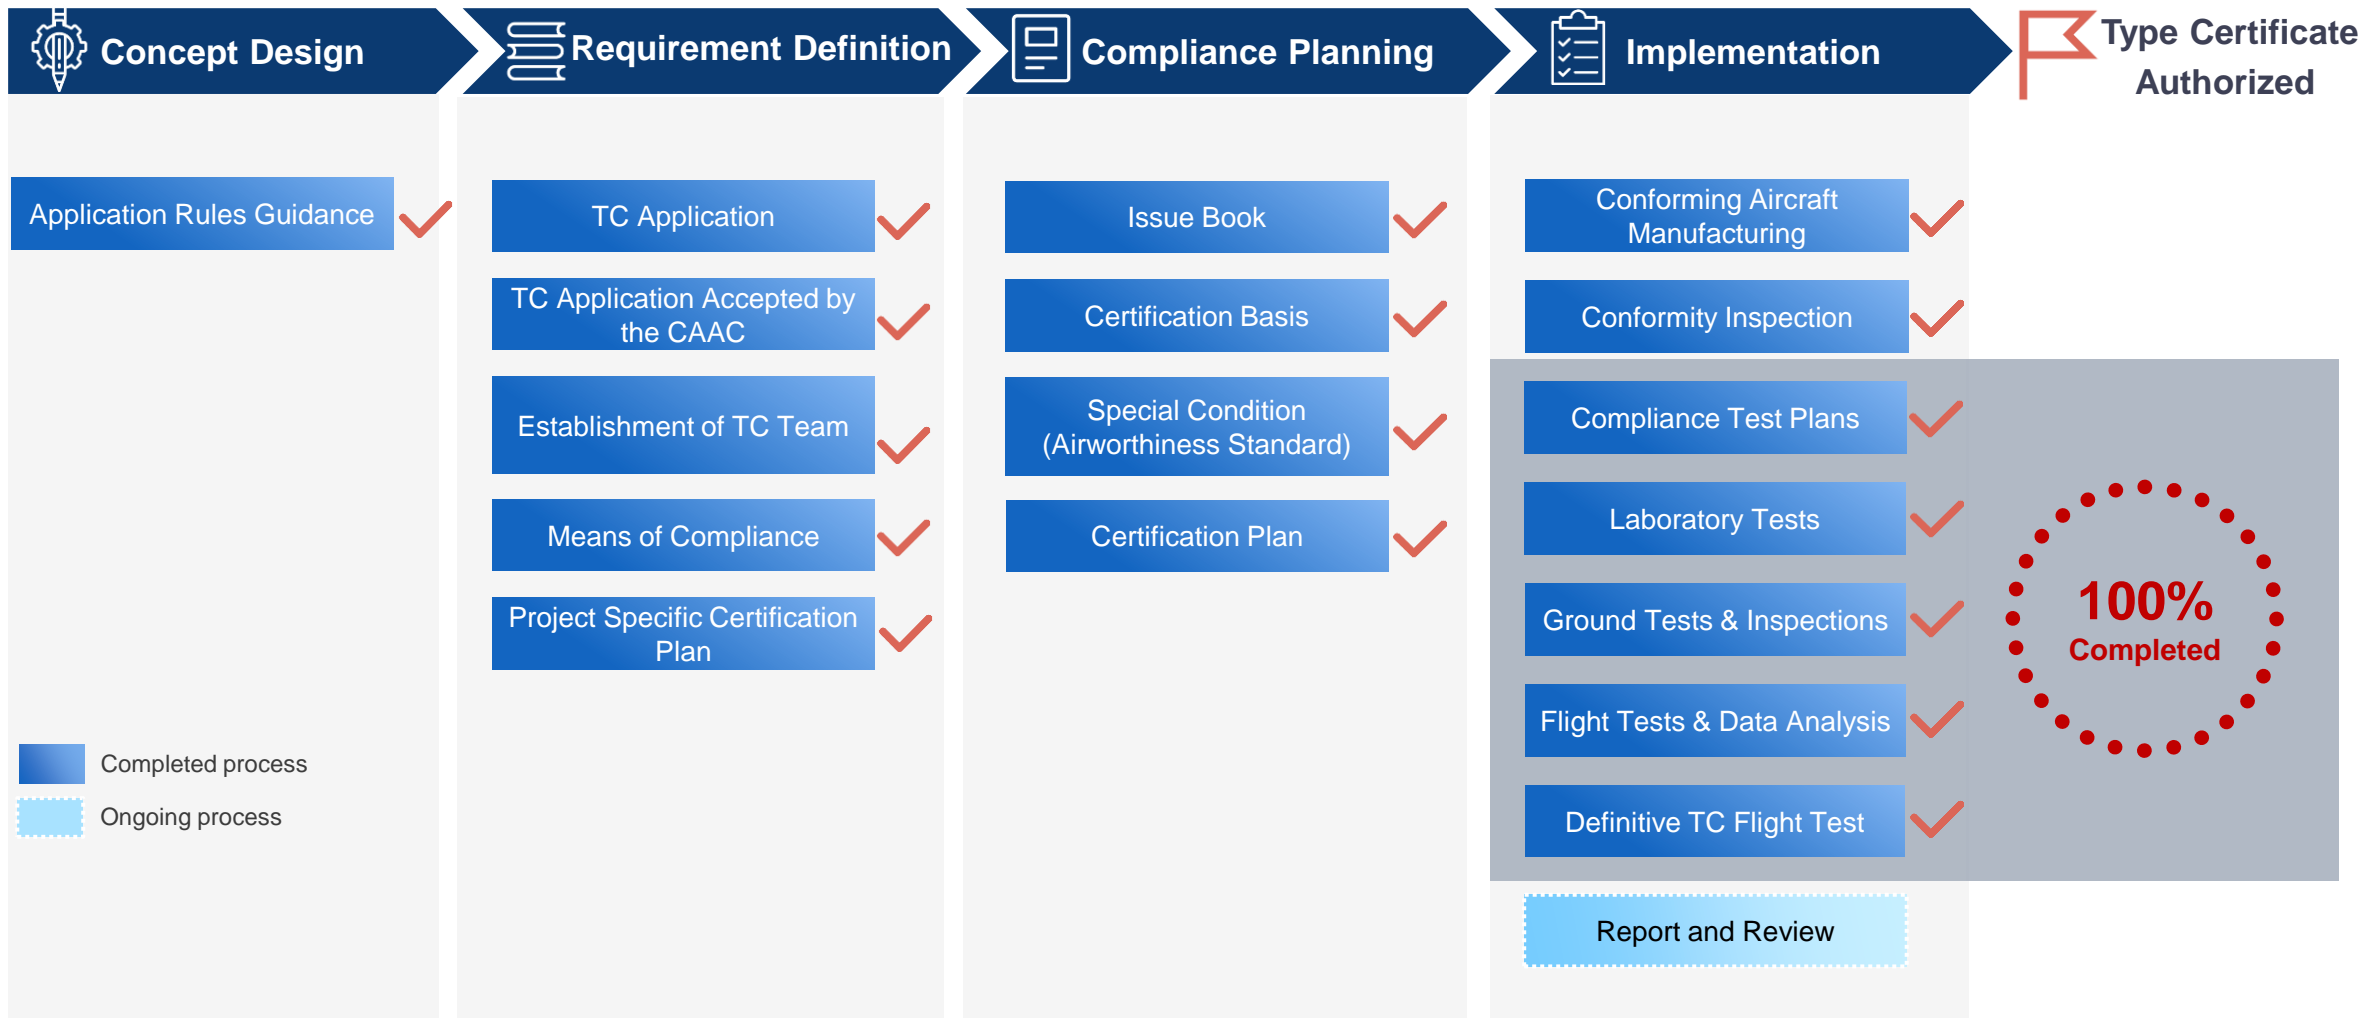 Concept Design
Requirement Definition
Compliance Planning
Implementation
Type Certificate
Authorized
Application Rules Guidance
TC Application
TC Application Accepted by
the CAAC
Establishment of TC Team
Means of Compliance
Project Specific Certification
Plan
Issue Book
Certification Basis
Special Condition
(Airworthiness Standard)
Certification Plan
Conforming Aircraft
Manufacturing
Conformity Inspection
Compliance Test Plans
Laboratory Tests
Ground Tests & Inspections
Flight Tests & Data Analysis
Definitive TC Flight Test
Report and Review
100%
Completed
Completed process
Ongoing process